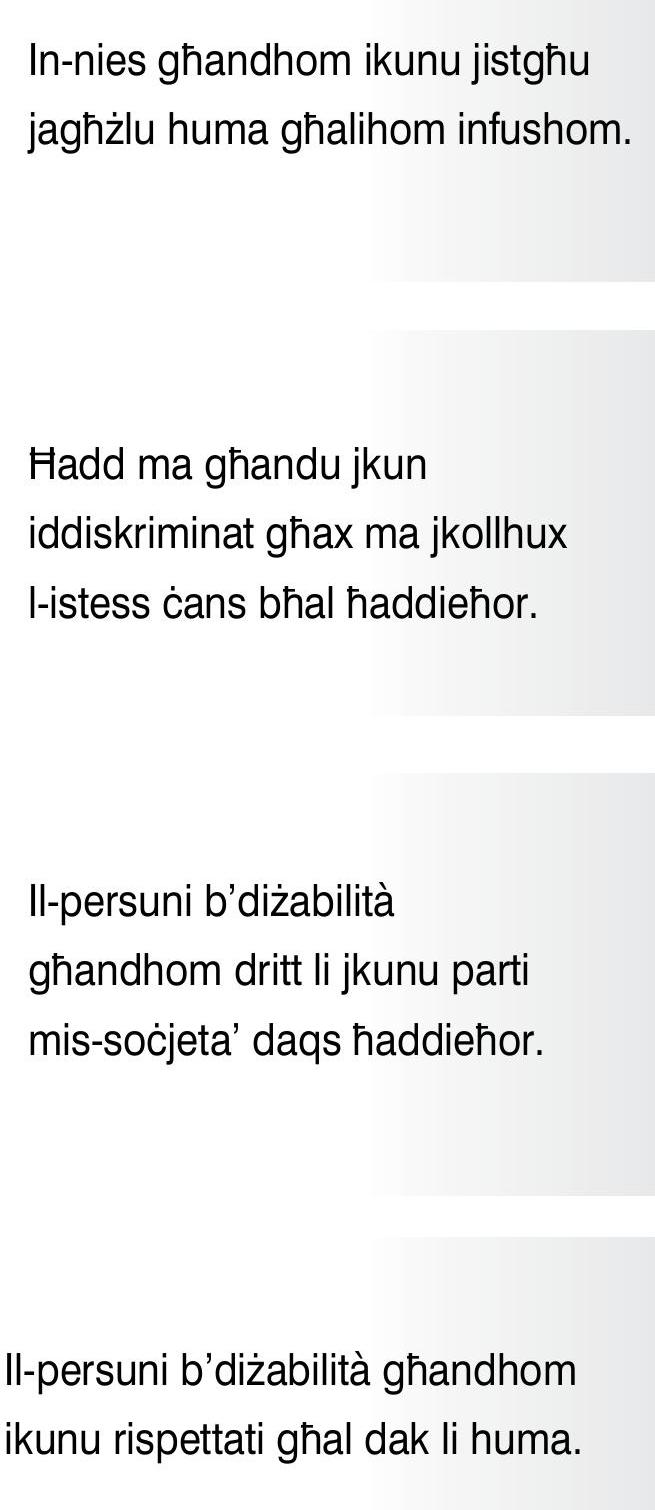 In-nies għandhom ikunu jistgħu
jagħżlu huma għalihom infushom.
Ħadd ma għandu jkun
iddiskriminat għax ma jkollhux
l-istess ċans bħal ħaddieħor.
Il-persuni b’diżabilità
għandhom dritt li jkunu parti
mis-soċjeta’ daqs ħaddieħor.
Il-persuni b’diżabilità għandhom
ikunu rispettati għal dak li huma.